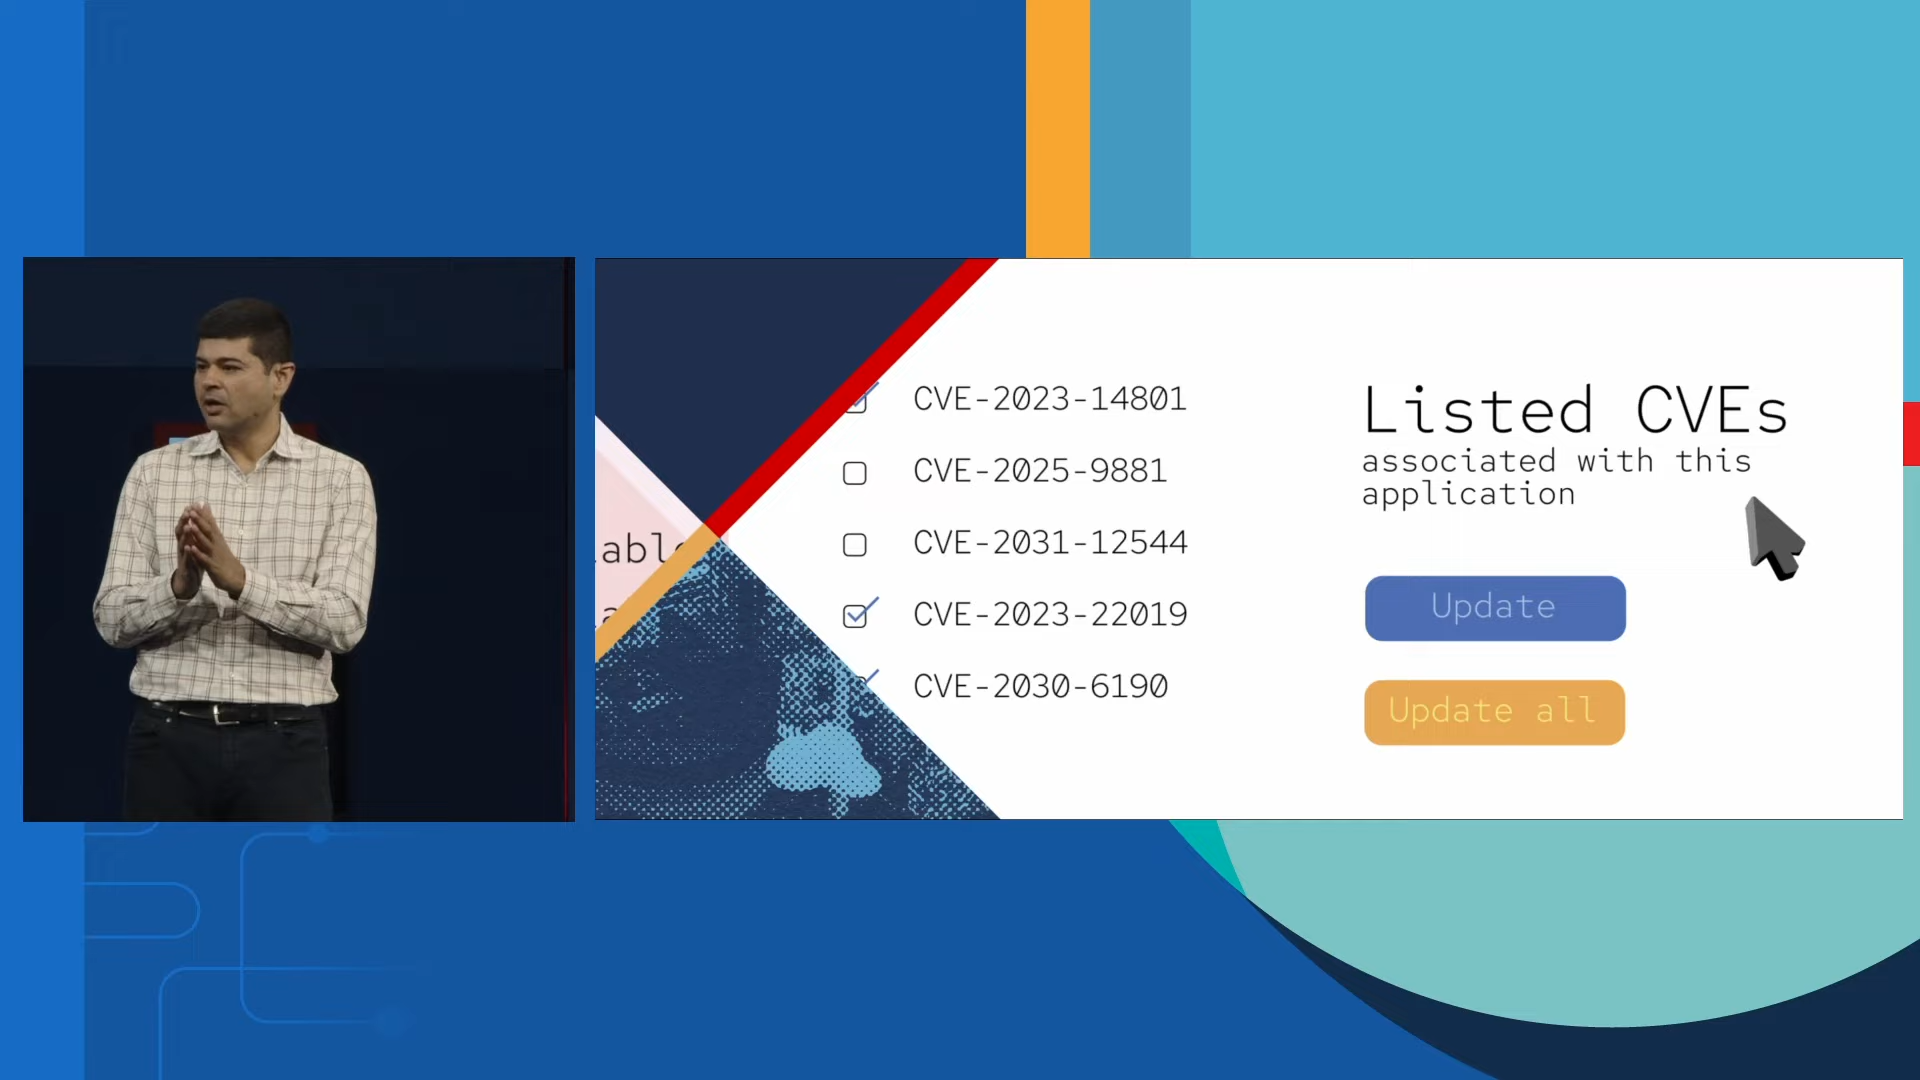 CVE-2023-14801
CVE-2025-9881
CVE-2031-12544
CVE-2023-22019
CVE-2030-6190
Listed CVEs
associated with this
application
Update
Update all